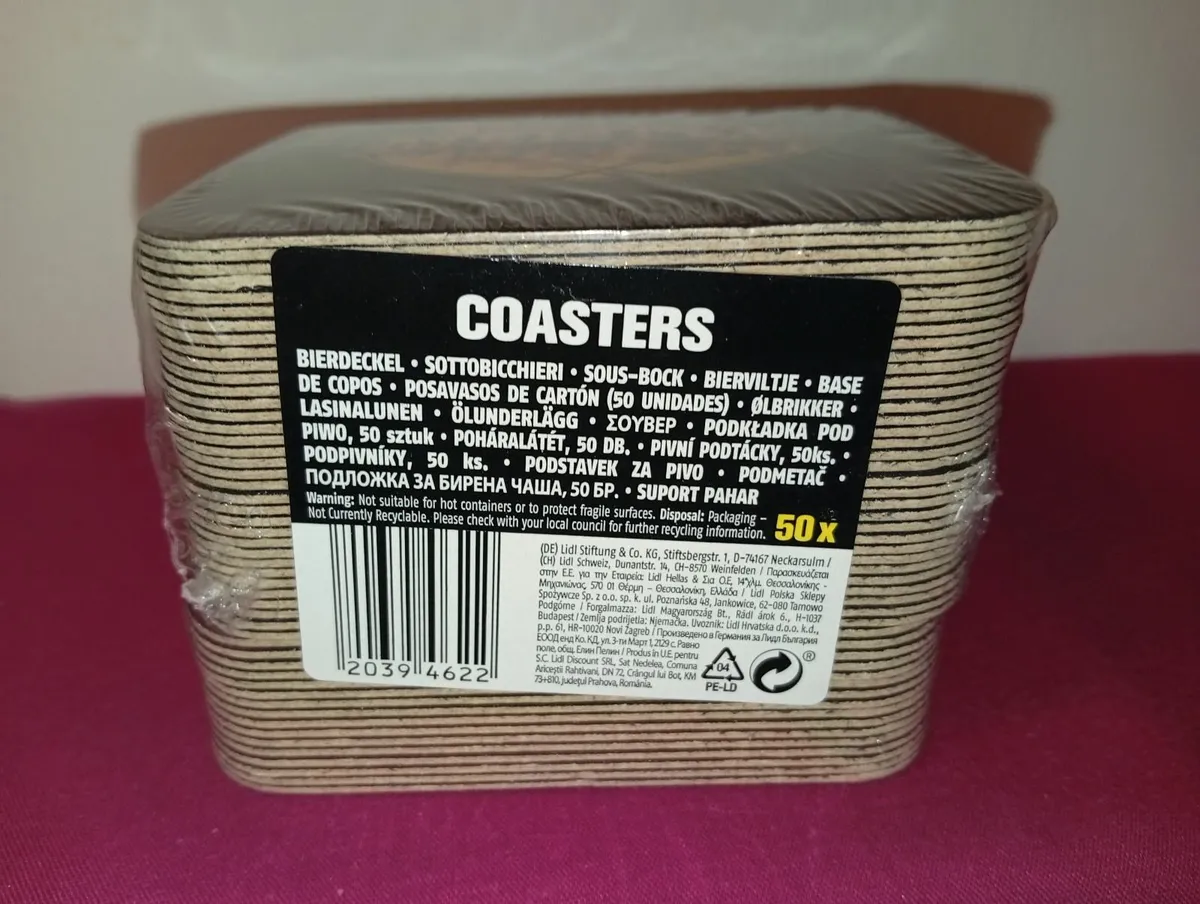 COASTERS
BIERDECKEL • SOTTOBICCHIERI • SOUS-BOCK • BIERVILTJE • BASE
DE COPOS • POSAVASOS DE CARTÓN (50 UNIDADES) • ØLBRIKKER •
LASINALUNEN • ÖLUNDERLÄGG • ΣΟΥΒΕΡ • PODKŁADKA POD
PIWO, 50 sztuk • POHÁRALÁTÉT, 50 DB. • PIVNÍ PODTÁCKY, 50ks. •
PODPIVNÍKY, 50 ks. • PODSTAVEK ZA PIVO • PODMETAČ •
ПОДЛОЖКА ЗА БИРЕНА ЧАША, 50 БР. • SUPORT PAHAR
Warning: Not suitable for hot containers or to protect fragile surfaces. Disposal: Packaging –
Not Currently Recyclable. Please check with your local council for further recycling information.
50 x
(DE) Lidl Stiftung & Co. KG, Stiftsbergstr. 1, D-74167 Neckarsulm /
(CH) Lidl Schweiz, Dunantstr. 14, CH-8570 Weinfelden / Παρασκευάζεται
στην Ε.Ε. για την Εταιρεία: Lidl Hellas & Σια Ο.Ε, 14°χλμ. Θεσσαλονίκης -
Μηχανιώνας, 570 01 Θέρμη – Θεσσαλονίκη, Ελλάδα / Lidl Polska Sklepy
Spożywcze Sp. z o.o. sp. k. ul. Poznańska 48, Jankowice, 62-080 Tarnowo
Podgórne / Forgalmazza: Lidl Magyarország Bt., Rádl árok 6., H-1037
Budapest / Zemlja podrijetla: Njemačka. Uvoznik: Lidl Hrvatska d.o.o. k.d.,
p.p. 61, HR-10020 Novi Zagreb / Произведено в Германия за Лидл България
ЕООД енд Ко. КД, ул. 3-ти Март 1, 2129 с. Равно
поле, общ. Елин Пелин / Produs in U.E. pentru
S.C. Lidl Discount SRL, Sat Nedelea, Comuna
Ariceștii Rahtivani, DN 72, Crângul lui Bot, KM
73+810, județul Prahova, România.
04
PE-LD
®
2039 4622